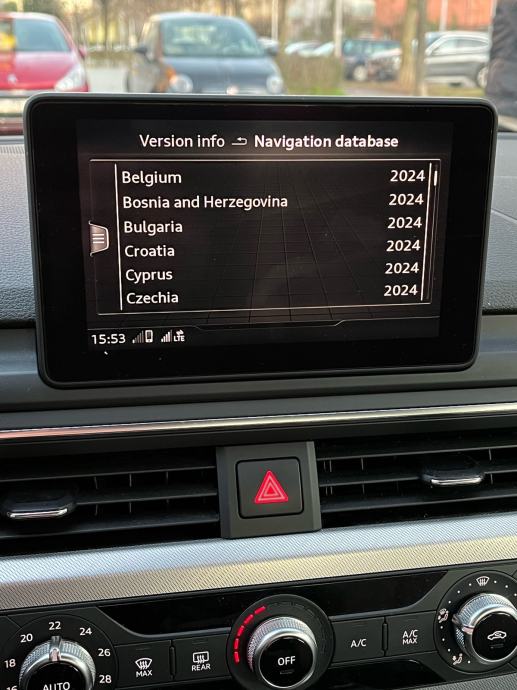 Version info Navigation database
Belgium 2024
Bosnia and Herzegovina 2024
Bulgaria 2024
Croatia 2024
Cyprus 2024
Czechia 2024
15:53 LTE
16 18 20 22 24 26 28
AUTO
MAX
REAR
OFF
A/C
A/C MAX